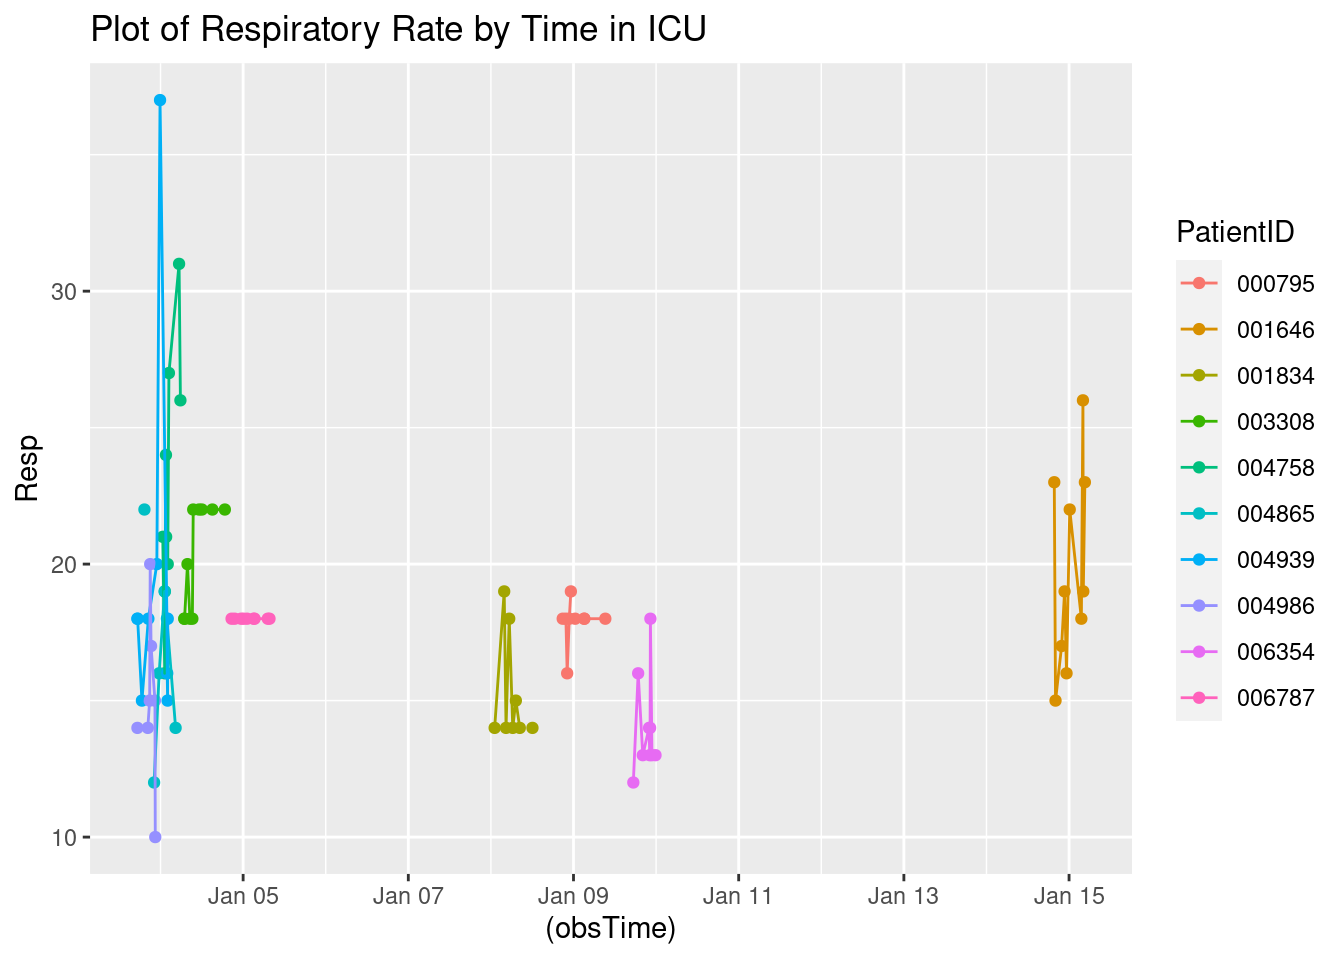 Plot of Respiratory Rate by Time in ICU
Resp
30
20
10
Jan 05
Jan 07
Jan 09
Jan 11
Jan 13
Jan 15
(obsTime)
PatientID
000795
001646
001834
003308
004758
004865
004939
004986
006354
006787